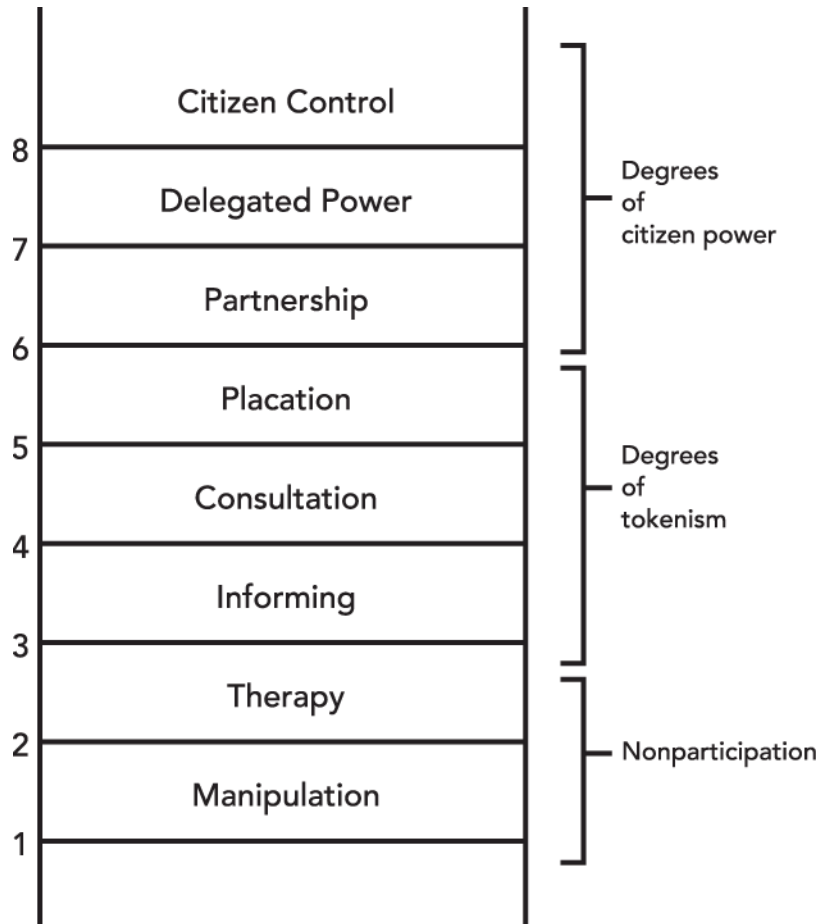 Citizen Control
8
Delegated Power
7
Partnership
6
Placation
5
Consultation
4
Informing
3
Therapy
2
Manipulation
1
Degrees
of
citizen power
Degrees
of
tokenism
Nonparticipation